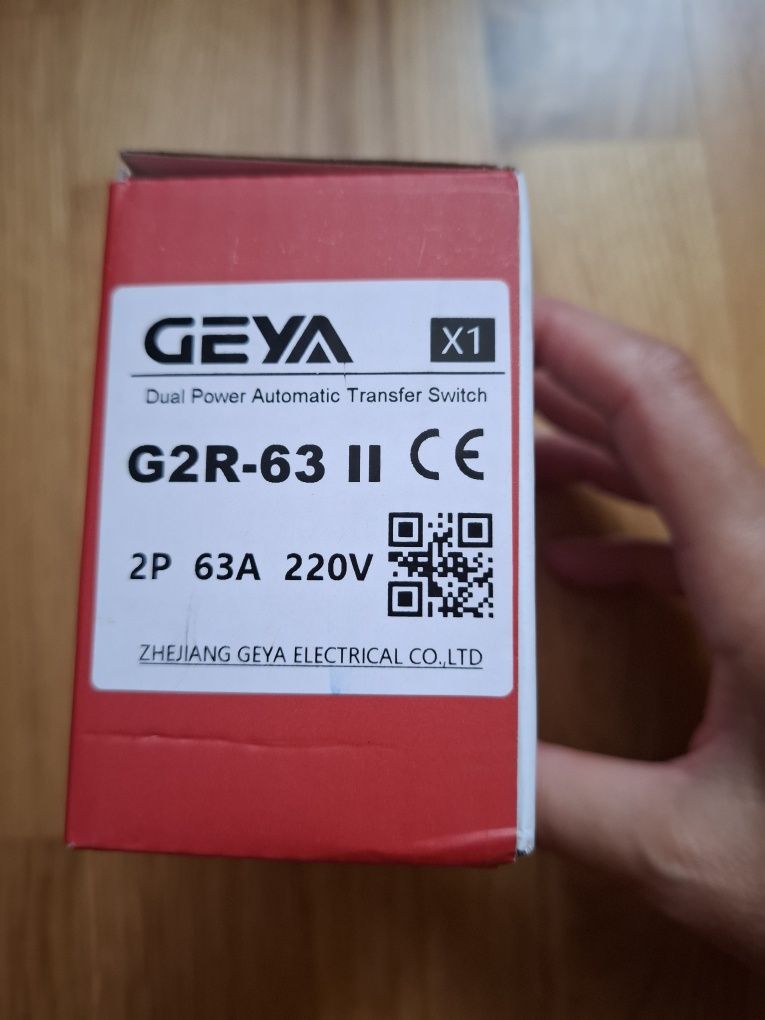 GEYA X1
Dual Power Automatic Transfer Switch
G2R-63 II CE
2P 63A 220V
ZHEJIANG GEYA ELECTRICAL CO.,LTD